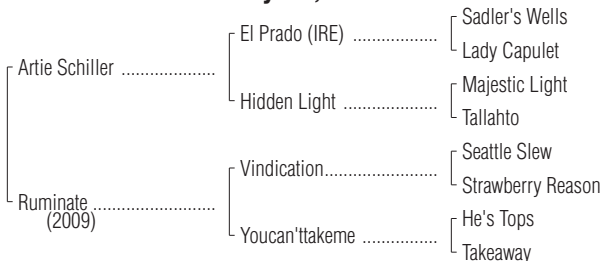 Sadler's Wells
El Prado (IRE) ..................
Lady Capulet
Artie Schiller ....................
Majestic Light
Hidden Light ....................
Tallahto
Seattle Slew
Vindication........................
Strawberry Reason
Ruminate ..........................
(2009)
He's Tops
Youcan'ttakeme ................
Takeaway